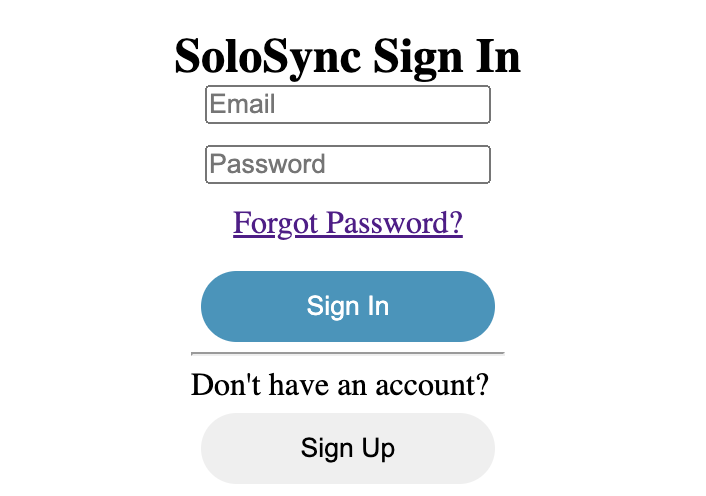 SoloSync Sign In
Email
Password
Forgot Password?
Sign In
Don't have an account?
Sign Up